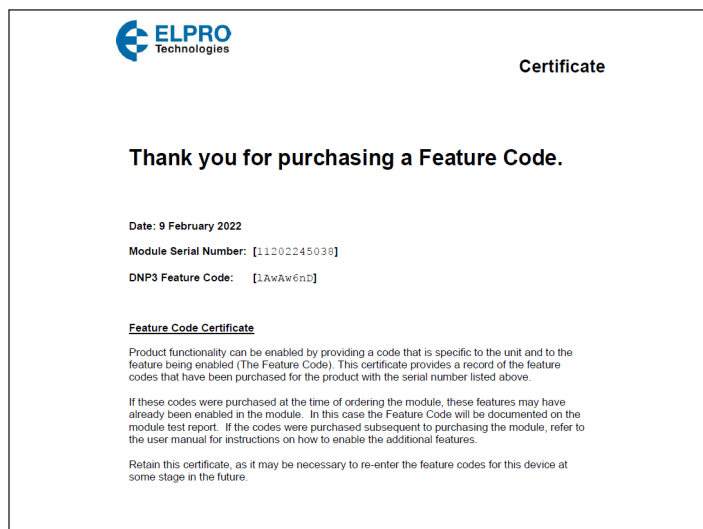 ELPRO
Technologies
Certificate
Thank you for purchasing a Feature Code.
Date: 9 February 2022
Module Serial Number: [11202245038]
DNP3 Feature Code: [1AwAw6nD]
Feature Code Certificate
Product functionality can be enabled by providing a code that is specific to the unit and to the
feature being enabled (The Feature Code). This certificate provides a record of the feature
codes that have been purchased for the product with the serial number listed above.
If these codes were purchased at the time of ordering the module, these features may have
already been enabled in the module. In this case the Feature Code will be documented on the
module test report. If the codes were purchased subsequent to purchasing the module, refer to
the user manual for instructions on how to enable the additional features.
Retain this certificate, as it may be necessary to re-enter the feature codes for this device at
some stage in the future.